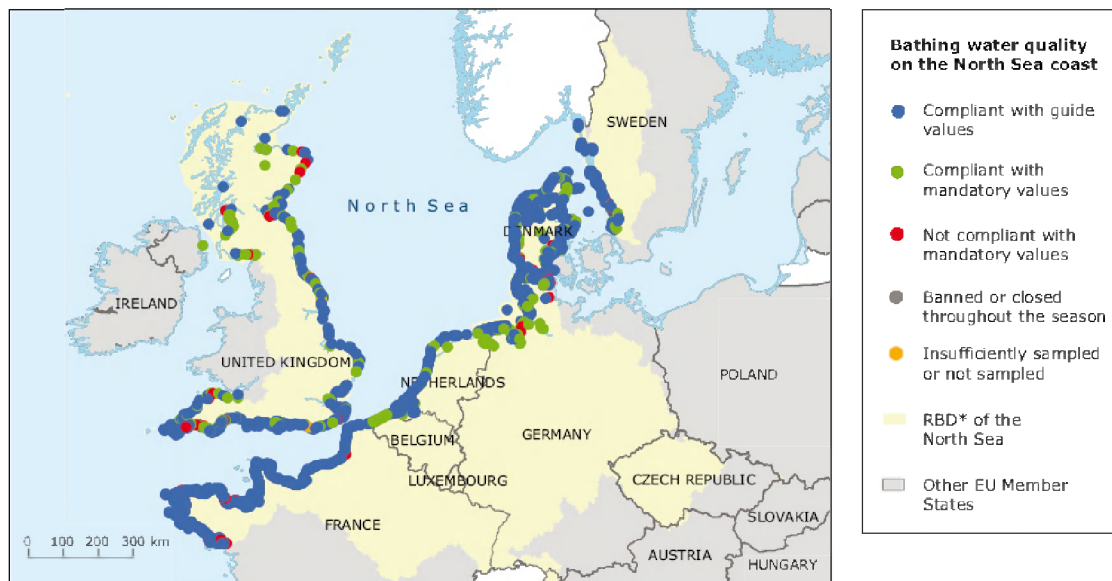 SWEDEN
North Sea
DENMARK
IRELAND
UNITED KINGDOM
NETHERLANDS
POLAND
BELGIUM
GERMANY
LUXEMBOURG
CZECH REPUBLIC
FRANCE
SLOVAKIA
AUSTRIA
HUNGARY
0 100 200 300 km
Bathing water quality
on the North Sea coast
Compliant with guide
values
Compliant with
mandatory values
Not compliant with
mandatory values
Banned or closed
throughout the season
Insufficiently sampled
or not sampled
RBD* of the
North Sea
Other EU Member
States